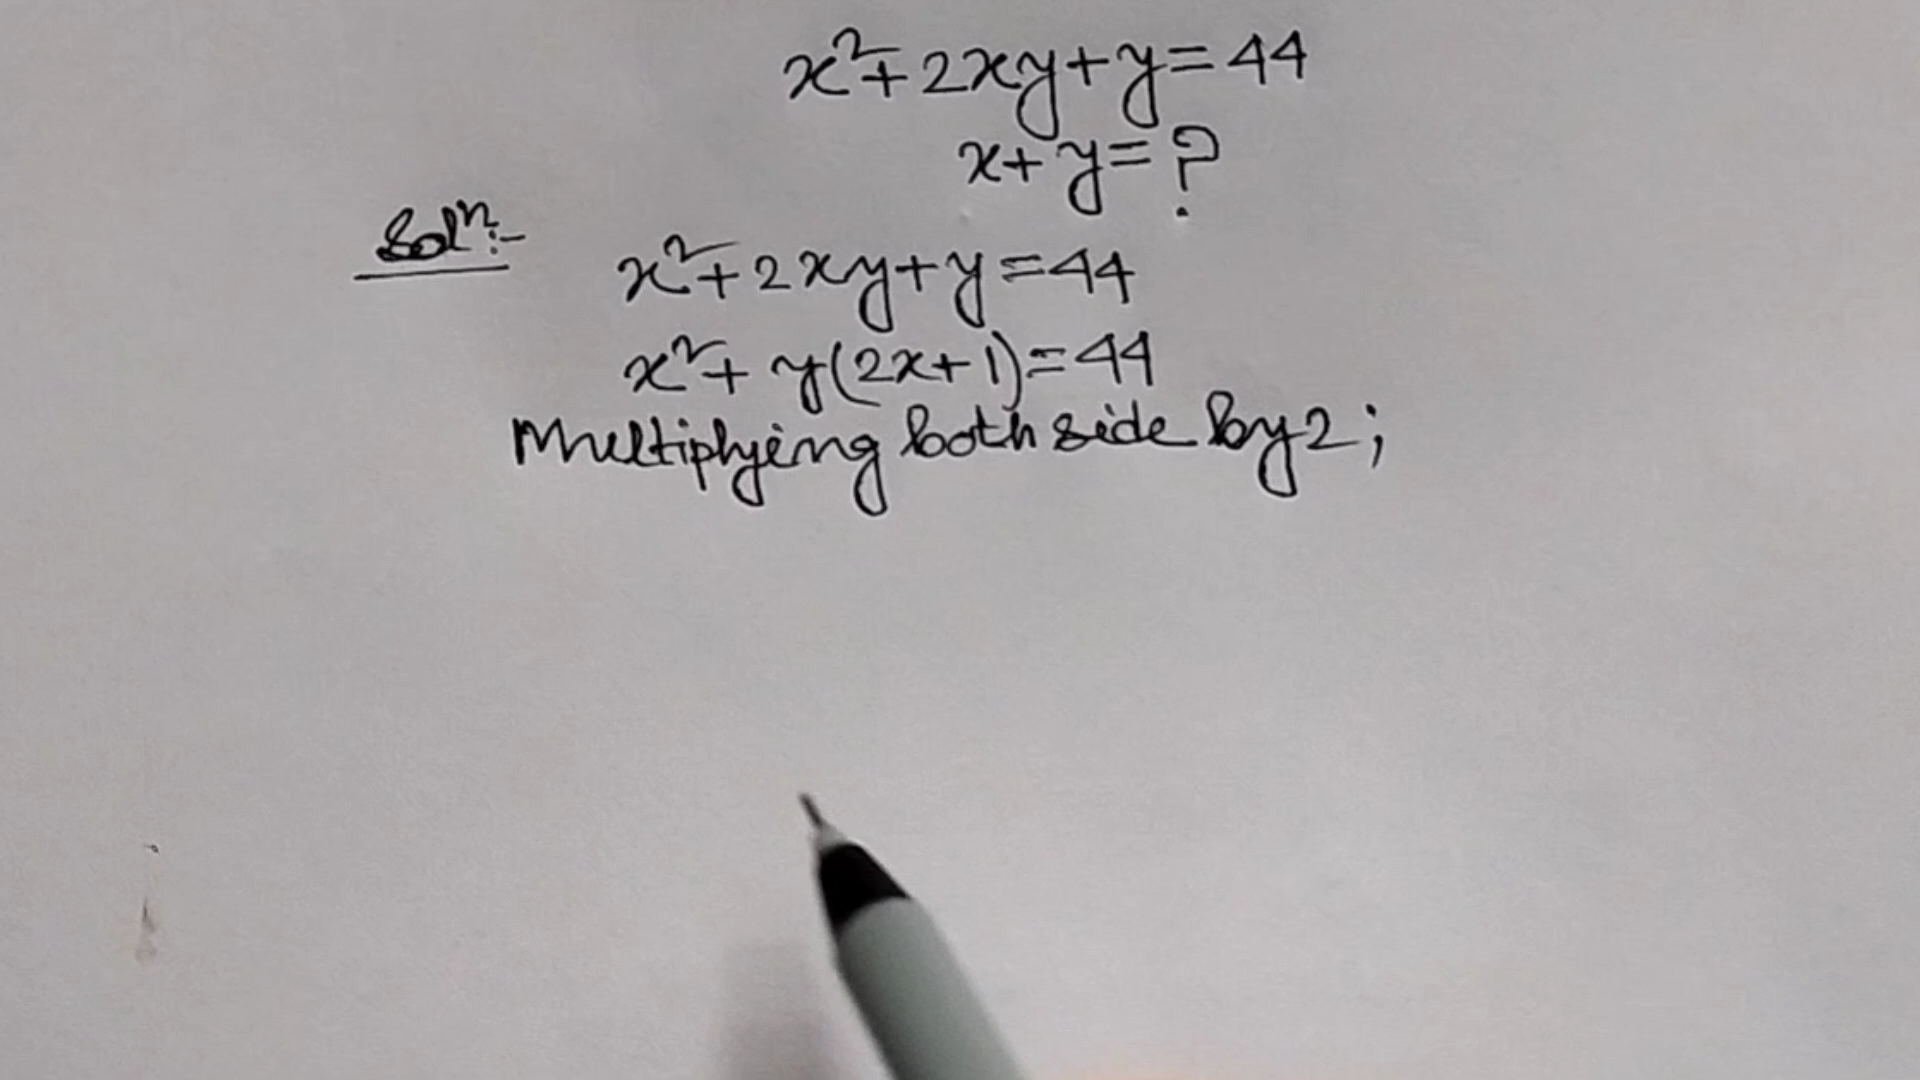 x²+2xy+y=44
x+y=?
Solⁿ:-
x²+2xy+y=44
x²+y(2x+1)=44
Multiplying both side by 2;